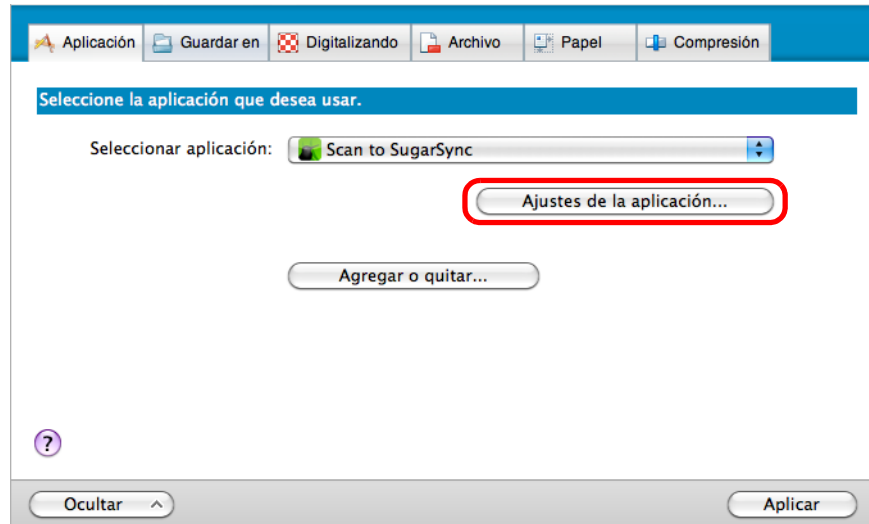 Aplicación Guardar en Digitalizando Archivo Papel Compresión
Seleccione la aplicación que desea usar.
Seleccionar aplicación: Scan to SugarSync
Ajustes de la aplicación...
Agregar o quitar...
?
Ocultar Aplicar